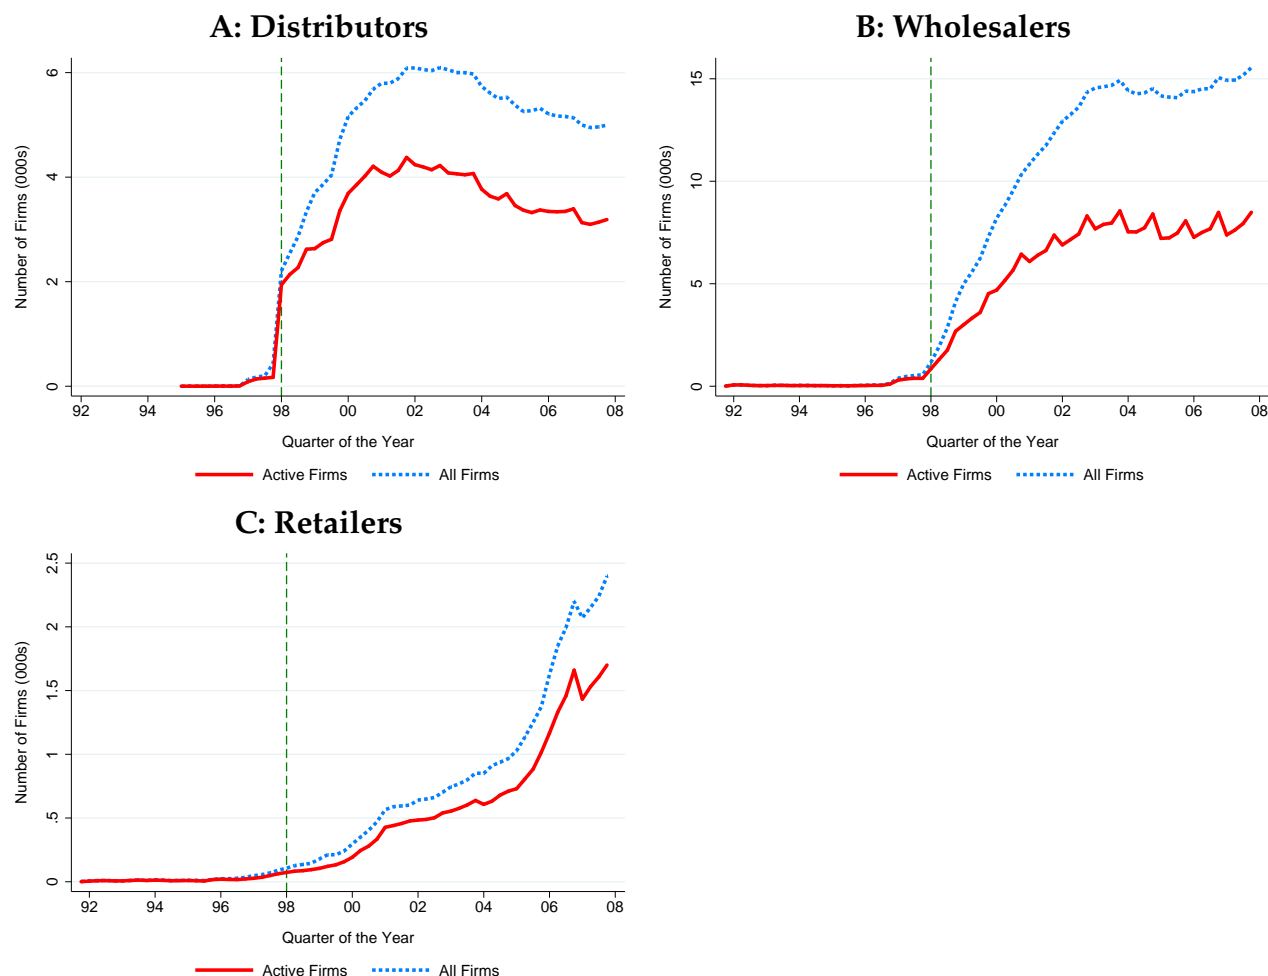 A: Distributors
Number of Firms (000s)
6
4
2
0
92 94 96 98 00 02 04 06 08
Quarter of the Year
Active Firms All Firms
B: Wholesalers
Number of Firms (000s)
15
10
5
0
92 94 96 98 00 02 04 06 08
Quarter of the Year
Active Firms All Firms
C: Retailers
Number of Firms (000s)
2.5
2
1.5
1
.5
0
92 94 96 98 00 02 04 06 08
Quarter of the Year
Active Firms All Firms